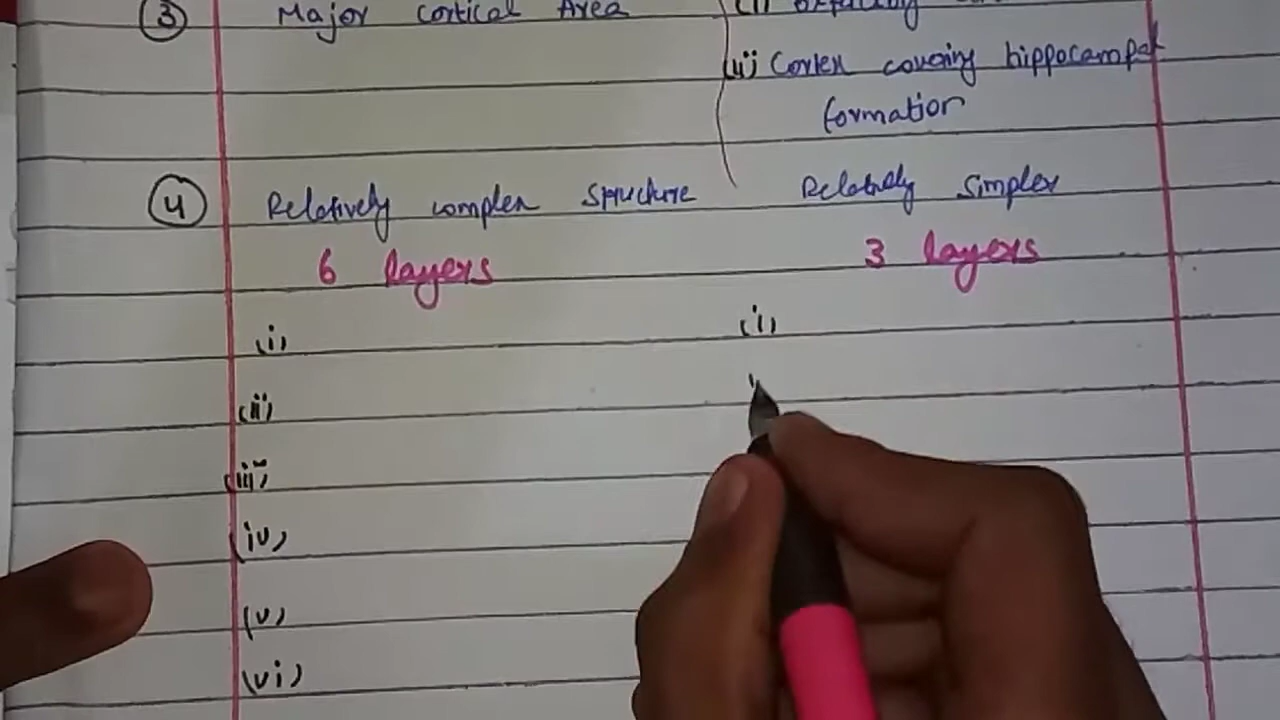 3 Major Cortical Area
(ii) Cortex covering hippocampal
formation
4 Relatively complex structure Relatively simplex
6 layers 3 layers
(i) (i)
(ii)
(iii)
(iv)
(v)
(vi)